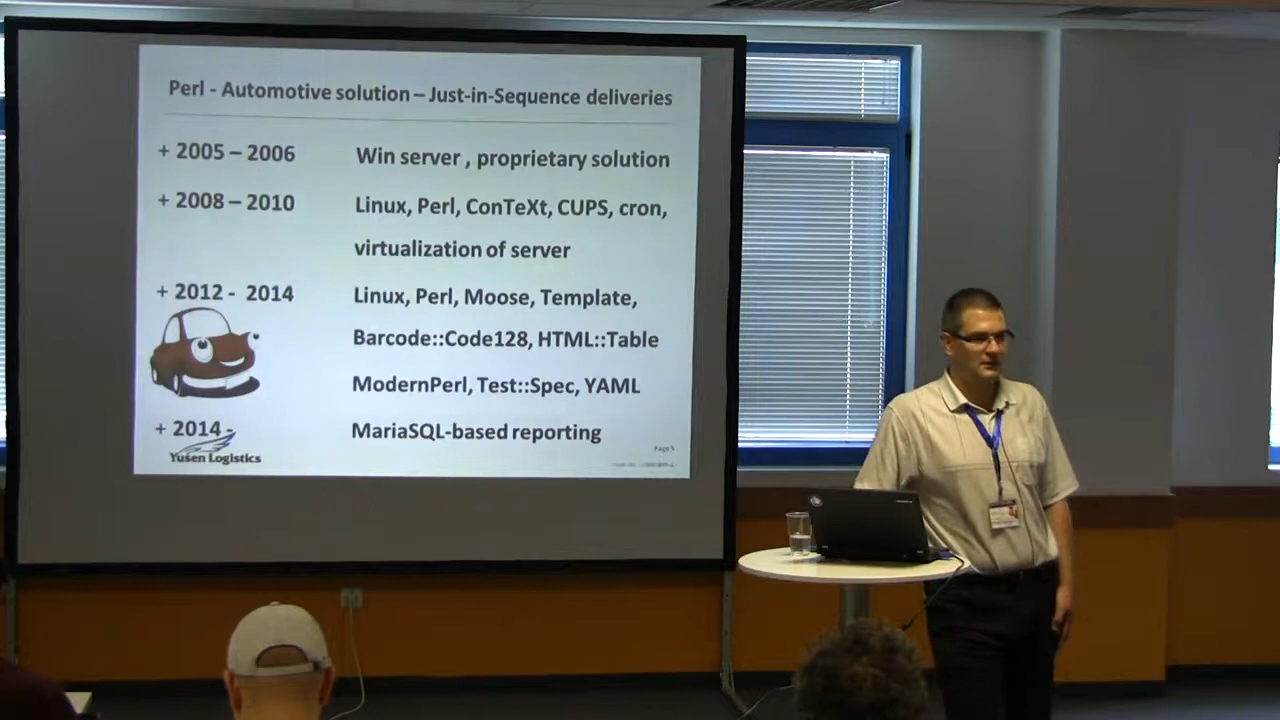 Perl - Automotive solution – Just-in-Sequence deliveries
+ 2005 – 2006 Win server , proprietary solution
+ 2008 – 2010 Linux, Perl, ConTeXt, CUPS, cron,
virtualization of server
+ 2012 - 2014 Linux, Perl, Moose, Template,
Barcode::Code128, HTML::Table
ModernPerl, Test::Spec, YAML
+ 2014 - MariaSQL-based reporting
Yusen Logistics
Page 5